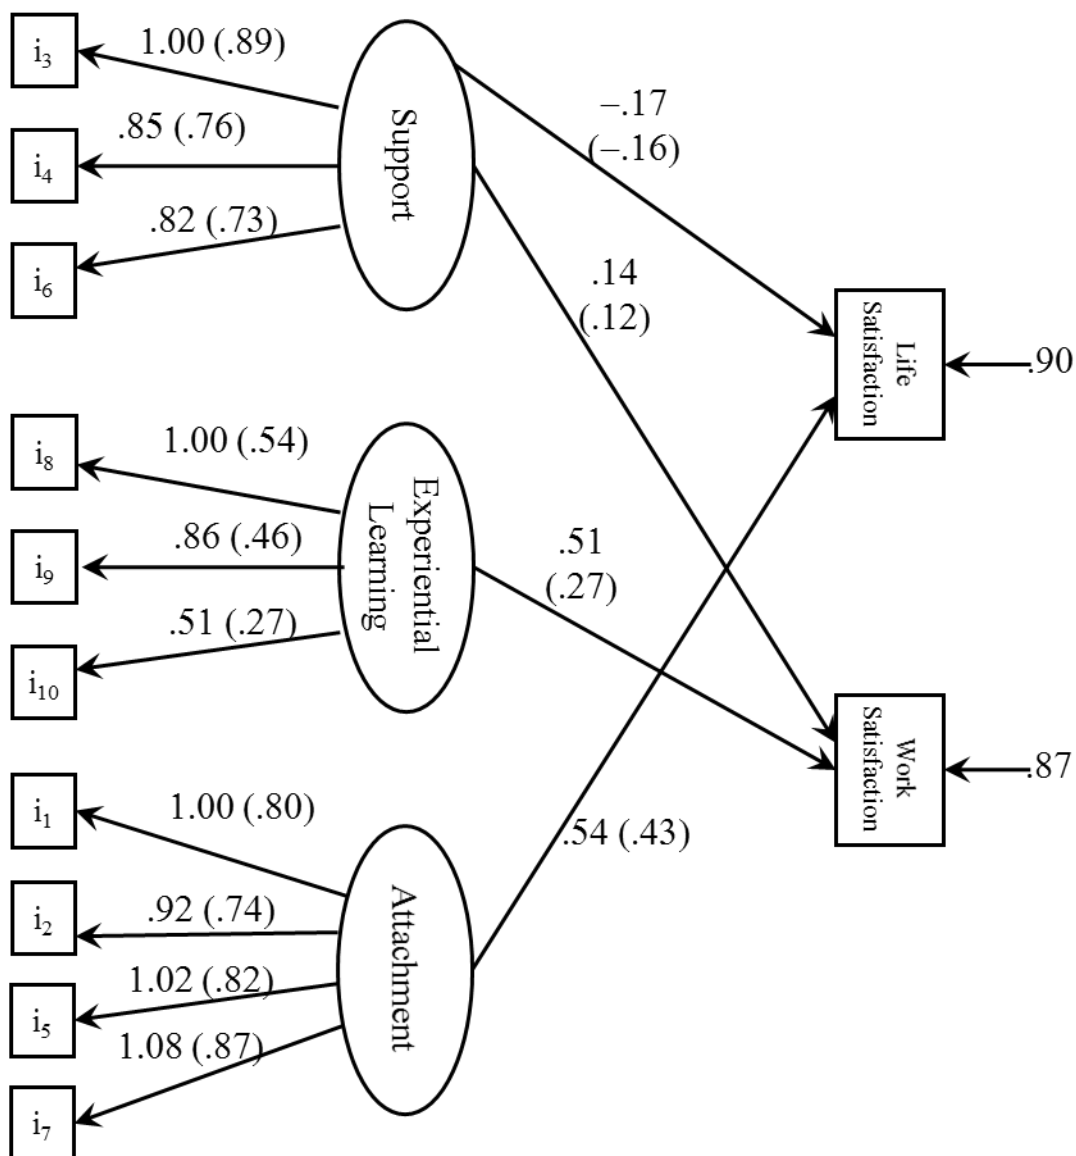 i3
1.00 (.89)
Support
–.17
(–.16)
i4
.85 (.76)
i6
.82 (.73)
.14
(.12)
Life
Satisfaction
.90
i8
1.00 (.54)
Experiential
Learning
i9
.86 (.46)
.51
(.27)
i10
.51 (.27)
Work
Satisfaction
.87
i1
1.00 (.80)
Attachment
.54 (.43)
i2
.92 (.74)
i5
1.02 (.82)
i7
1.08 (.87)